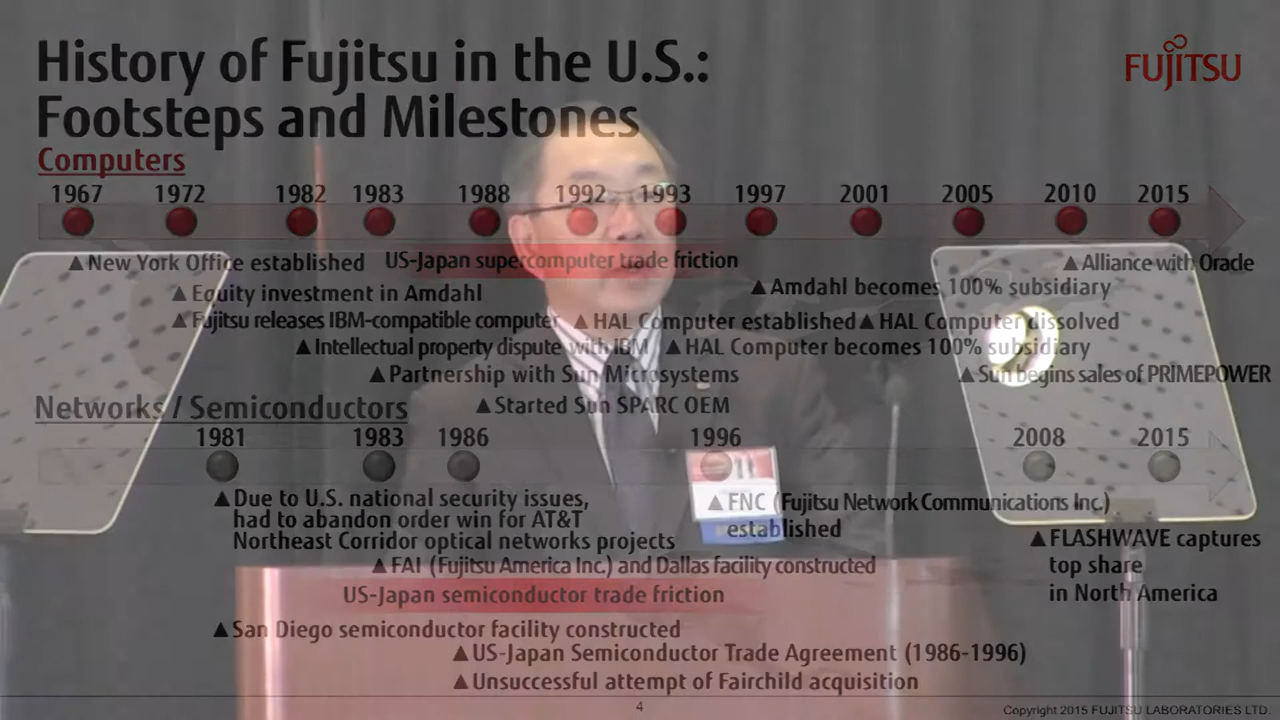 History of Fujitsu in the U.S.:
Footsteps and Milestones
FUJITSU
Computers
1967 1972 1982 1983 1988 1992 1993 1997 2001 2005 2010 2015
▲New York Office established US-Japan supercomputer trade friction ▲Alliance with Oracle
▲Equity investment in Amdahl ▲Amdahl becomes 100% subsidiary
▲Fujitsu releases IBM-compatible computer ▲HAL Computer established ▲HAL Computer dissolved
▲Intellectual property dispute with IBM ▲HAL Computer becomes 100% subsidiary
▲Partnership with Sun Microsystems ▲Sun begins sales of PRIMEPOWER
▲Started Sun SPARC OEM
Networks / Semiconductors
1981 1983 1986 1996 2008 2015
▲Due to U.S. national security issues,
had to abandon order win for AT&T
Northeast Corridor optical networks projects
▲FNC (Fujitsu Network Communications Inc.)
established
▲FLASHWAVE captures
top share
in North America
▲FAI (Fujitsu America Inc.) and Dallas facility constructed
US-Japan semiconductor trade friction
▲San Diego semiconductor facility constructed
▲US-Japan Semiconductor Trade Agreement (1986-1996)
▲Unsuccessful attempt of Fairchild acquisition
4
Copyright 2015 FUJITSU LABORATORIES LTD.